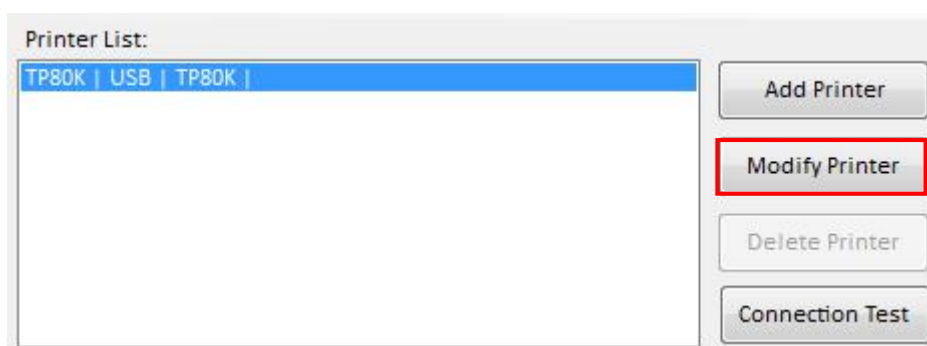 Printer List:
TP80K | USB | TP80K |
Add Printer
Modify Printer
Delete Printer
Connection Test